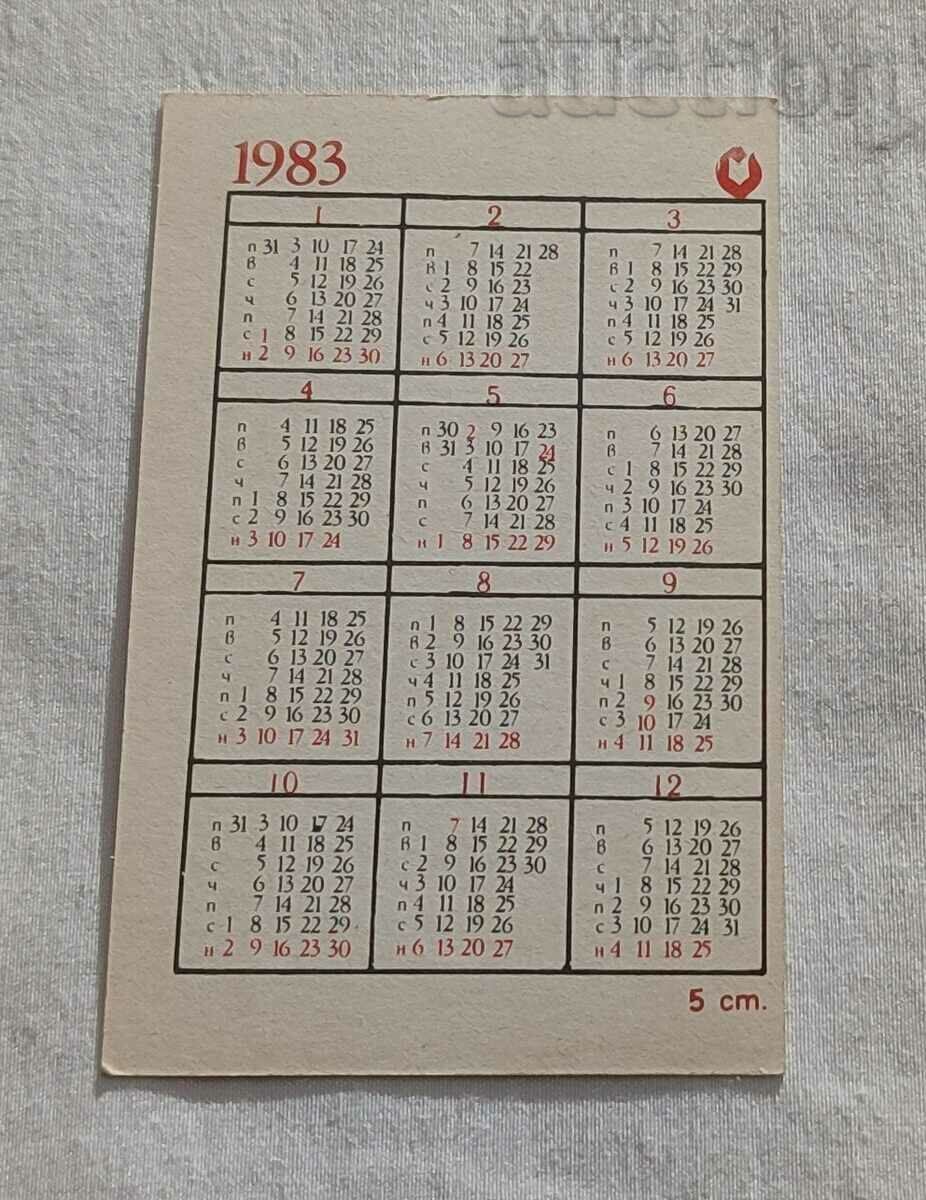 BALKAN
auction
1983
1 2 3
п 31 3 10 17 24
в 4 11 18 25
с 5 12 19 26
ч 6 13 20 27
п 7 14 21 28
с 1 8 15 22 29
н 2 9 16 23 30
п 7 14 21 28
в 1 8 15 22
с 2 9 16 23
ч 3 10 17 24
п 4 11 18 25
с 5 12 19 26
н 6 13 20 27
п 7 14 21 28
в 1 8 15 22 29
с 2 9 16 23 30
ч 3 10 17 24 31
п 4 11 18 25
с 5 12 19 26
н 6 13 20 27
4 5 6
п 4 11 18 25
в 5 12 19 26
с 6 13 20 27
ч 7 14 21 28
п 1 8 15 22 29
с 2 9 16 23 30
н 3 10 17 24
п 30 2 9 16 23
в 31 3 10 17 24
с 4 11 18 25
ч 5 12 19 26
п 6 13 20 27
с 7 14 21 28
н 1 8 15 22 29
п 6 13 20 27
в 7 14 21 28
с 1 8 15 22 29
ч 2 9 16 23 30
п 3 10 17 24
с 4 11 18 25
н 5 12 19 26
7 8 9
п 4 11 18 25
в 5 12 19 26
с 6 13 20 27
ч 7 14 21 28
п 1 8 15 22 29
с 2 9 16 23 30
н 3 10 17 24 31
п 1 8 15 22 29
в 2 9 16 23 30
с 3 10 17 24 31
ч 4 11 18 25
п 5 12 19 26
с 6 13 20 27
н 7 14 21 28
п 5 12 19 26
в 6 13 20 27
с 7 14 21 28
ч 1 8 15 22 29
п 2 9 16 23 30
с 3 10 17 24
н 4 11 18 25
10 11 12
п 31 3 10 17 24
в 4 11 18 25
с 5 12 19 26
ч 6 13 20 27
п 7 14 21 28
с 1 8 15 22 29
н 2 9 16 23 30
п 7 14 21 28
в 1 8 15 22 29
с 2 9 16 23 30
ч 3 10 17 24
п 4 11 18 25
с 5 12 19 26
н 6 13 20 27
п 5 12 19 26
в 6 13 20 27
с 7 14 21 28
ч 1 8 15 22 29
п 2 9 16 23 30
с 3 10 17 24 31
н 4 11 18 25
5 cm.